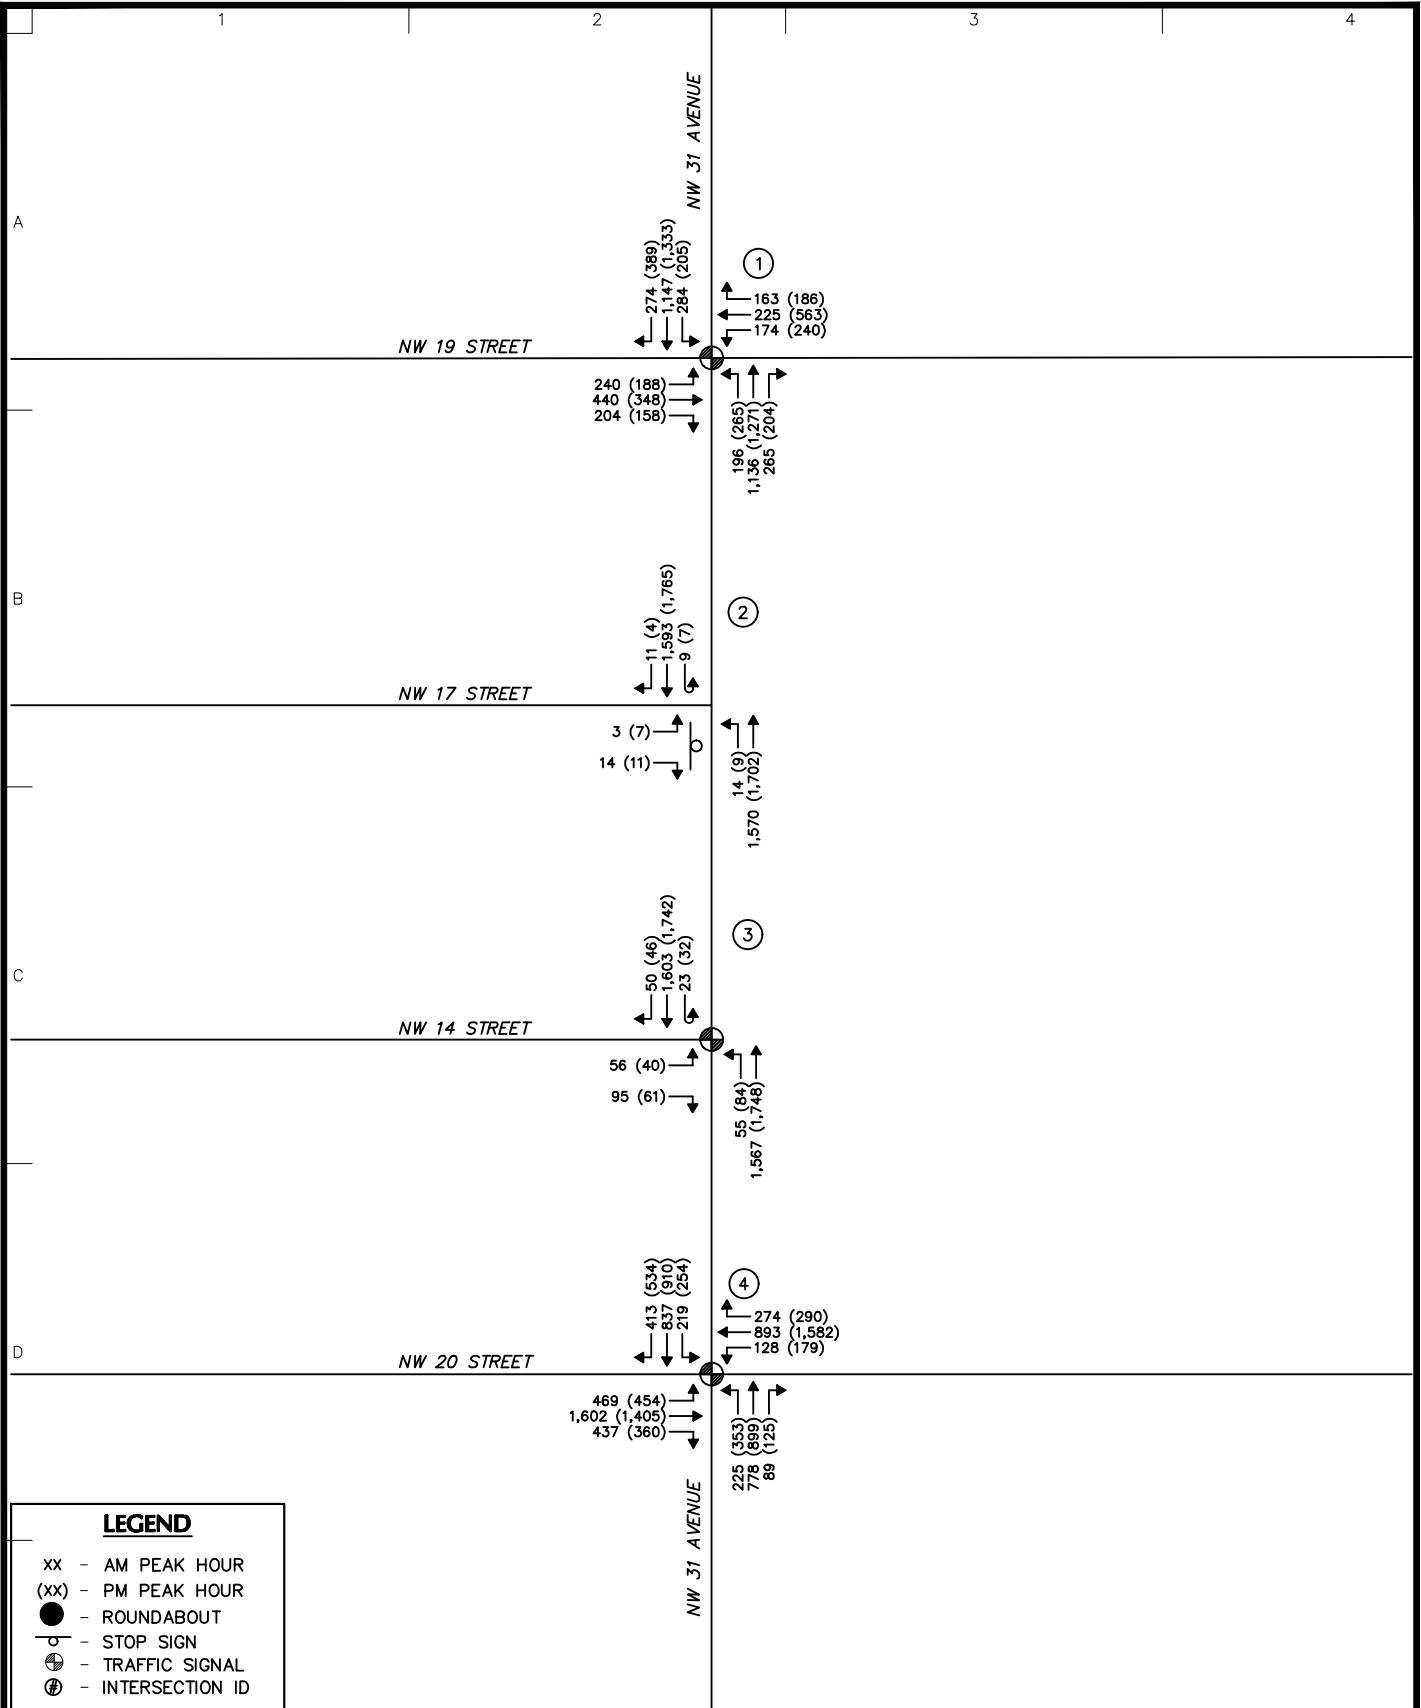 1
2
3
4
NW 31 AVENUE
A
274 (389)
1,147 (1,333)
284 (205)
1
163 (186)
225 (563)
174 (240)
NW 19 STREET
240 (188)
440 (348)
204 (158)
196 (265)
1,136 (1,271)
265 (204)
B
11 (4)
1,593 (1,765)
9 (7)
2
NW 17 STREET
3 (7)
14 (11)
14 (9)
1,570 (1,702)
C
50 (46)
1,603 (1,742)
23 (32)
3
NW 14 STREET
56 (40)
95 (61)
55 (84)
1,567 (1,748)
D
413 (534)
837 (910)
219 (254)
4
274 (290)
893 (1,582)
128 (179)
NW 20 STREET
469 (454)
1,602 (1,405)
437 (360)
225 (353)
778 (899)
89 (125)
NW 31 AVENUE
LEGEND
XX - AM PEAK HOUR
(XX) - PM PEAK HOUR
- ROUNDABOUT
- STOP SIGN
- TRAFFIC SIGNAL
# - INTERSECTION ID